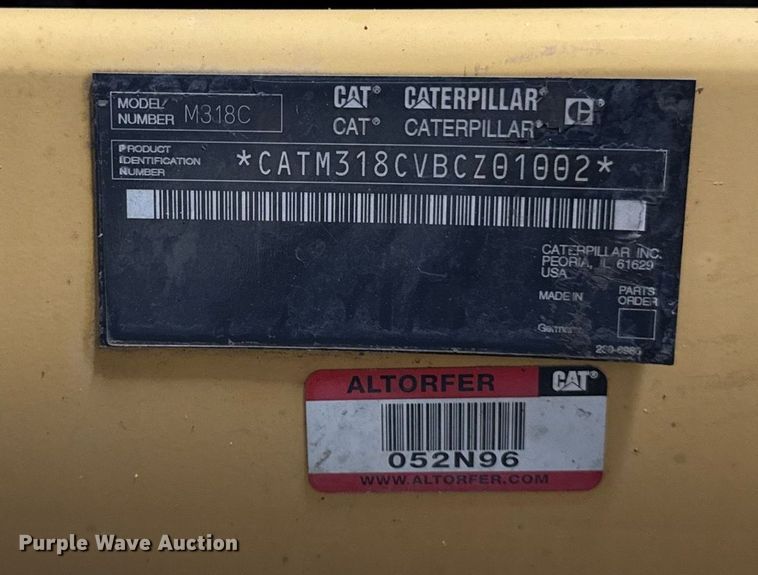 MODEL NUMBER M318C
CAT® CATERPILLAR®
CAT® CATERPILLAR®
PRODUCT IDENTIFICATION NUMBER *CATM318CVBCZ01002*
CATERPILLAR INC.
PEORIA, IL 61629
USA
MADE IN
PARTS ORDER
Germany
ALTORFER CAT®
052N96
WWW.ALTORFER.COM
Purple Wave Auction